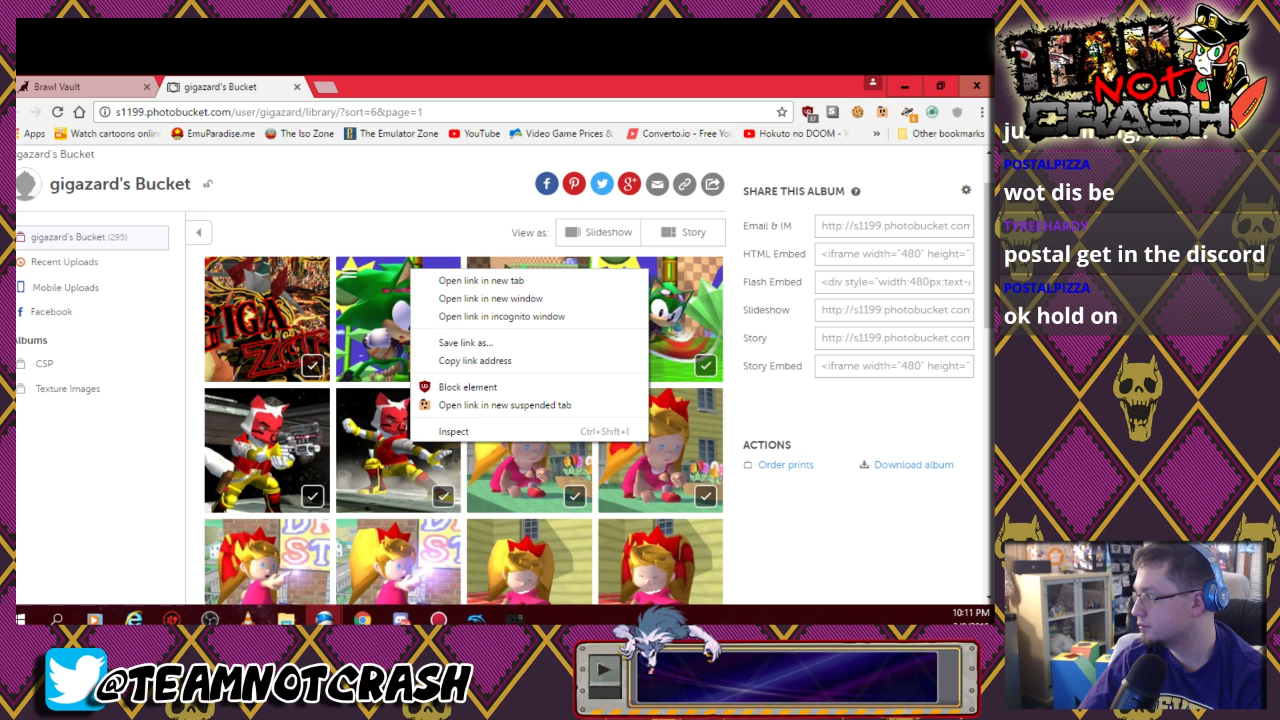 Brawl Vault
gigazard's Bucket
s1199.photobucket.com/user/gigazard/library/?sort=6&page=1
Apps
Watch cartoons onlin
EmuParadise.me
The Iso Zone
The Emulator Zone
YouTube
Video Game Prices &
Converto.io - Free Yo
Hokuto no DOOM - Y
Other bookmarks
gazard's Bucket
gigazard's Bucket
SHARE THIS ALBUM
gigazard's Bucket (295)
Recent Uploads
Mobile Uploads
Facebook
lbums
CSP
Texture Images
View as:
Slideshow
Story
Email & IM
http://s1199.photobucket.com
HTML Embed
<iframe width="480" height="
Flash Embed
<div style="width:480px;text-
Slideshow
http://s1199.photobucket.com
Story
http://s1199.photobucket.com
Story Embed
<iframe width="480" height="
Open link in new tab
Open link in new window
Open link in incognito window
Save link as...
Copy link address
Block element
Open link in new suspended tab
Inspect
Ctrl+Shift+I
ACTIONS
Order prints
Download album
10:11 PM
TEAM
NOT
CRASH
POSTALPIZZA
wot dis be
TYREEHARDY
postal get in the discord
POSTALPIZZA
ok hold on
@TEAMNOTCRASH